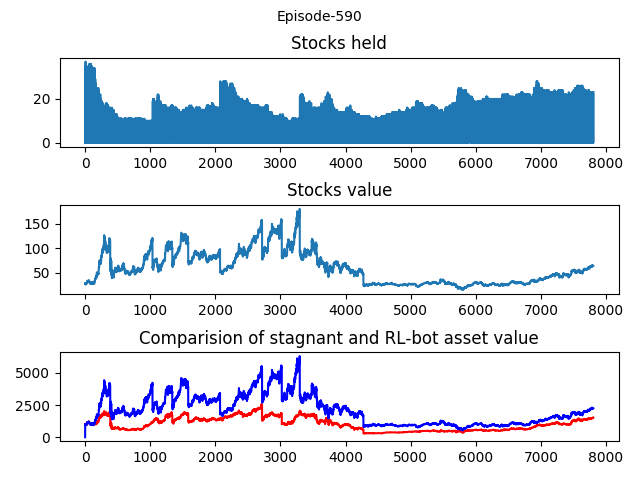 Episode-590
Stocks held
20
0
0 1000 2000 3000 4000 5000 6000 7000 8000
Stocks value
150
100
50
0 1000 2000 3000 4000 5000 6000 7000 8000
Comparision of stagnant and RL-bot asset value
5000
2500
0
0 1000 2000 3000 4000 5000 6000 7000 8000